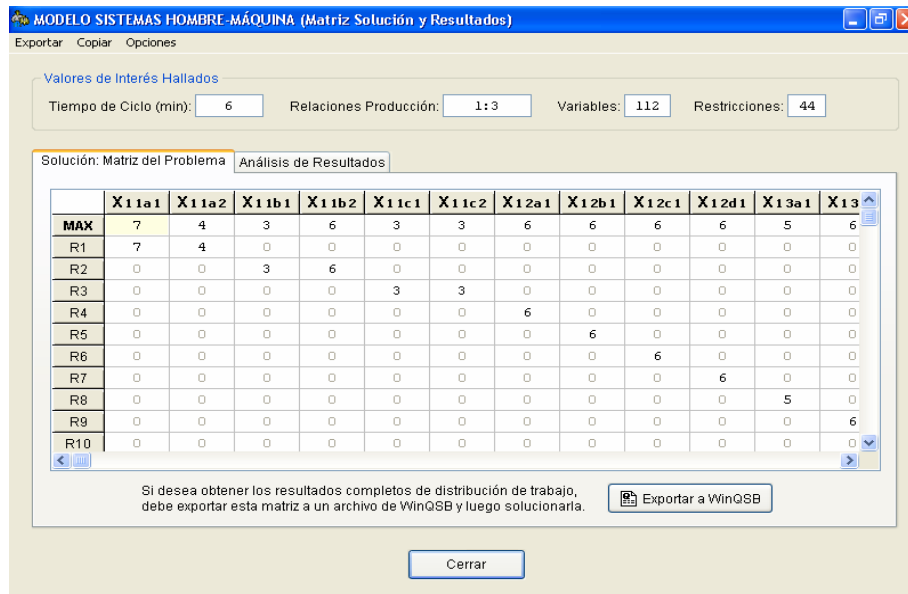 MODELO SISTEMAS HOMBRE-MÁQUINA (Matriz Solución y Resultados)
Exportar Copiar Opciones
Valores de Interés Hallados
Tiempo de Ciclo (min): 6 Relaciones Producción: 1:3 Variables: 112 Restricciones: 44
Solución: Matriz del Problema Análisis de Resultados
X11a1 X11a2 X11b1 X11b2 X11c1 X11c2 X12a1 X12b1 X12c1 X12d1 X13a1 X13
MAX 7 4 3 6 3 3 6 6 6 6 5 6
R1 7 4 0 0 0 0 0 0 0 0 0 0
R2 0 0 3 6 0 0 0 0 0 0 0 0
R3 0 0 0 0 3 3 0 0 0 0 0 0
R4 0 0 0 0 0 0 6 0 0 0 0 0
R5 0 0 0 0 0 0 0 6 0 0 0 0
R6 0 0 0 0 0 0 0 0 6 0 0 0
R7 0 0 0 0 0 0 0 0 0 6 0 0
R8 0 0 0 0 0 0 0 0 0 0 5 0
R9 0 0 0 0 0 0 0 0 0 0 0 6
R10 0 0 0 0 0 0 0 0 0 0 0 0
Si desea obtener los resultados completos de distribución de trabajo,
debe exportar esta matriz a un archivo de WinQSB y luego solucionarla.
Exportar a WinQSB
Cerrar